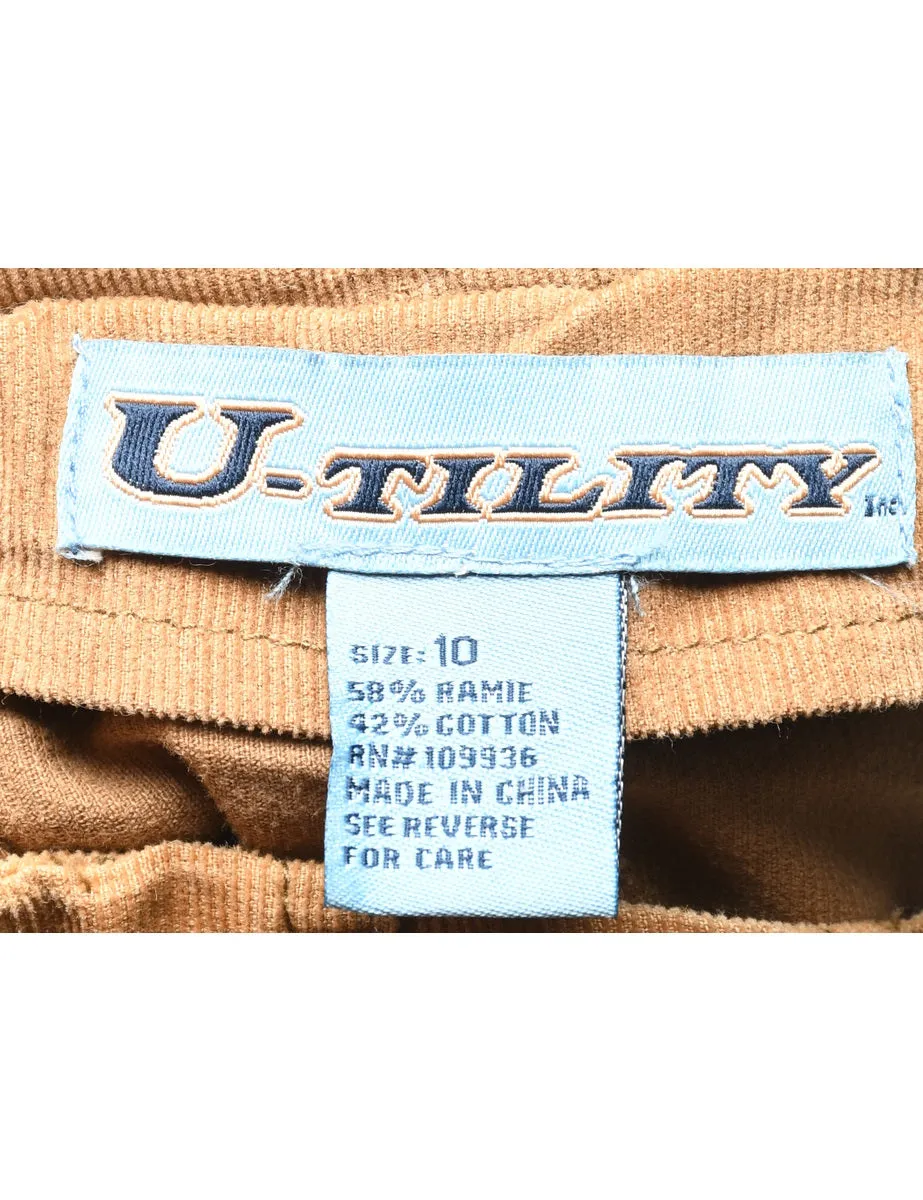 U-TILITY Inc.
SIZE: 10
58% RAMIE
42% COTTON
RN# 109936
MADE IN CHINA
SEE REVERSE
FOR CARE